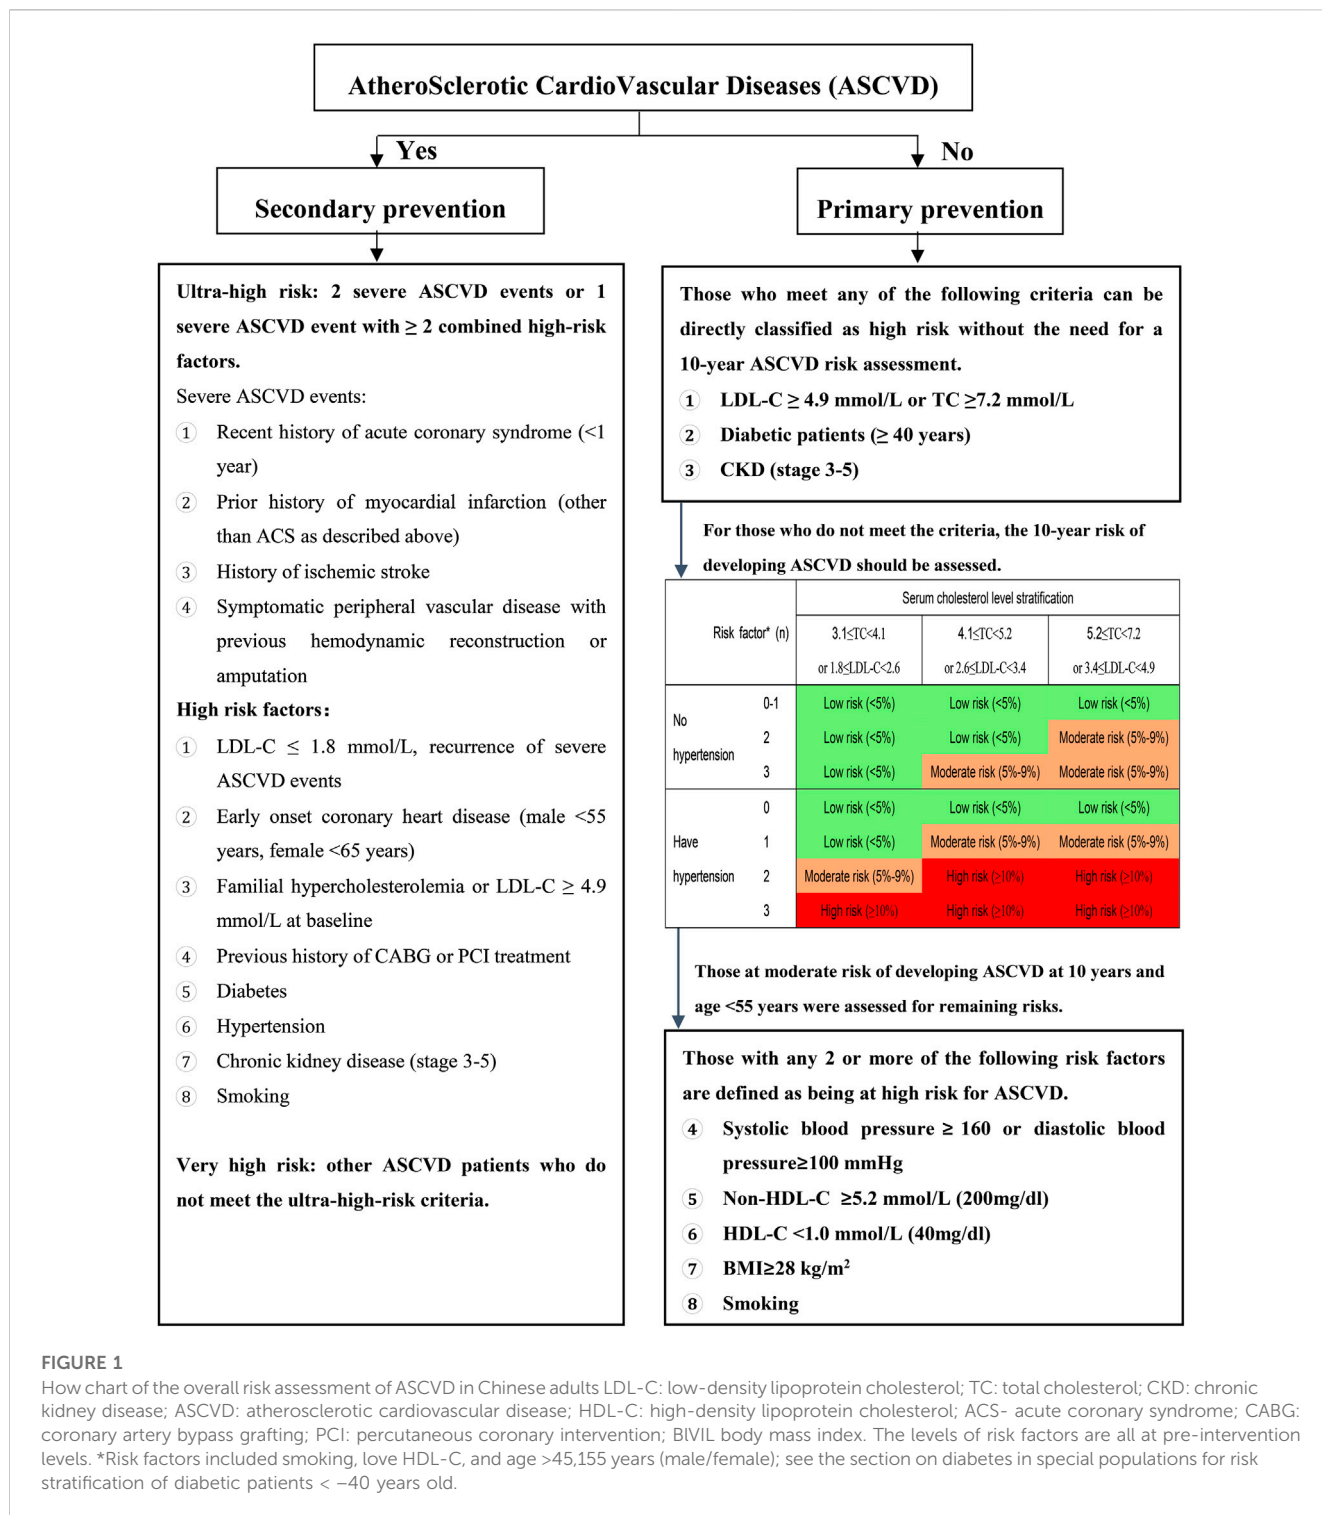 AtheroSclerotic CardioVascular Diseases (ASCVD)
Yes
No
Secondary prevention
Primary prevention
Ultra-high risk: 2 severe ASCVD events or 1
severe ASCVD event with ≥ 2 combined high-risk
factors.
Severe ASCVD events:
① Recent history of acute coronary syndrome (<1
year)
② Prior history of myocardial infarction (other
than ACS as described above)
③ History of ischemic stroke
④ Symptomatic peripheral vascular disease with
previous hemodynamic reconstruction or
amputation
High risk factors:
① LDL-C ≤ 1.8 mmol/L, recurrence of severe
ASCVD events
② Early onset coronary heart disease (male <55
years, female <65 years)
③ Familial hypercholesterolemia or LDL-C ≥ 4.9
mmol/L at baseline
④ Previous history of CABG or PCI treatment
⑤ Diabetes
⑥ Hypertension
⑦ Chronic kidney disease (stage 3-5)
⑧ Smoking
Very high risk: other ASCVD patients who do
not meet the ultra-high-risk criteria.
Those who meet any of the following criteria can be
directly classified as high risk without the need for a
10-year ASCVD risk assessment.
① LDL-C ≥ 4.9 mmol/L or TC ≥7.2 mmol/L
② Diabetic patients (≥ 40 years)
③ CKD (stage 3-5)
For those who do not meet the criteria, the 10-year risk of
developing ASCVD should be assessed.
Serum cholesterol level stratification
Risk factor* (n) 3.1≤TC<4.1 4.1≤TC<5.2 5.2≤TC<7.2
or 1.8≤LDL-C<2.6 or 2.6≤LDL-C<3.4 or 3.4≤LDL-C<4.9
0-1 Low risk (<5%) Low risk (<5%) Low risk (<5%)
No
2 Low risk (<5%) Low risk (<5%) Moderate risk (5%-9%)
hypertension
3 Low risk (<5%) Moderate risk (5%-9%) Moderate risk (5%-9%)
0 Low risk (<5%) Low risk (<5%) Low risk (<5%)
Have 1 Low risk (<5%) Moderate risk (5%-9%) Moderate risk (5%-9%)
hypertension 2 Moderate risk (5%-9%) High risk (≥10%) High risk (≥10%)
3 High risk (≥10%) High risk (≥10%) High risk (≥10%)
Those at moderate risk of developing ASCVD at 10 years and
age <55 years were assessed for remaining risks.
Those with any 2 or more of the following risk factors
are defined as being at high risk for ASCVD.
④ Systolic blood pressure ≥ 160 or diastolic blood
pressure≥100 mmHg
⑤ Non-HDL-C ≥5.2 mmol/L (200mg/dl)
⑥ HDL-C <1.0 mmol/L (40mg/dl)
⑦ BMI≥28 kg/m²
⑧ Smoking
FIGURE 1
How chart of the overall risk assessment of ASCVD in Chinese adults LDL-C: low-density lipoprotein cholesterol; TC: total cholesterol; CKD: chronic
kidney disease; ASCVD: atherosclerotic cardiovascular disease; HDL-C: high-density lipoprotein cholesterol; ACS- acute coronary syndrome; CABG:
coronary artery bypass grafting; PCI: percutaneous coronary intervention; BlVIL body mass index. The levels of risk factors are all at pre-intervention
levels. *Risk factors included smoking, love HDL-C, and age >45,155 years (male/female); see the section on diabetes in special populations for risk
stratification of diabetic patients < −40 years old.